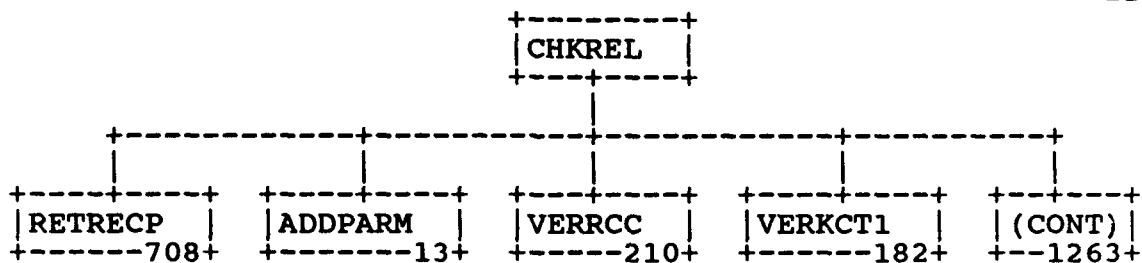 CHKREL
RETRECP ADDPARM VERRCC VERKCT1 (CONT)
708 13 210 182 1263